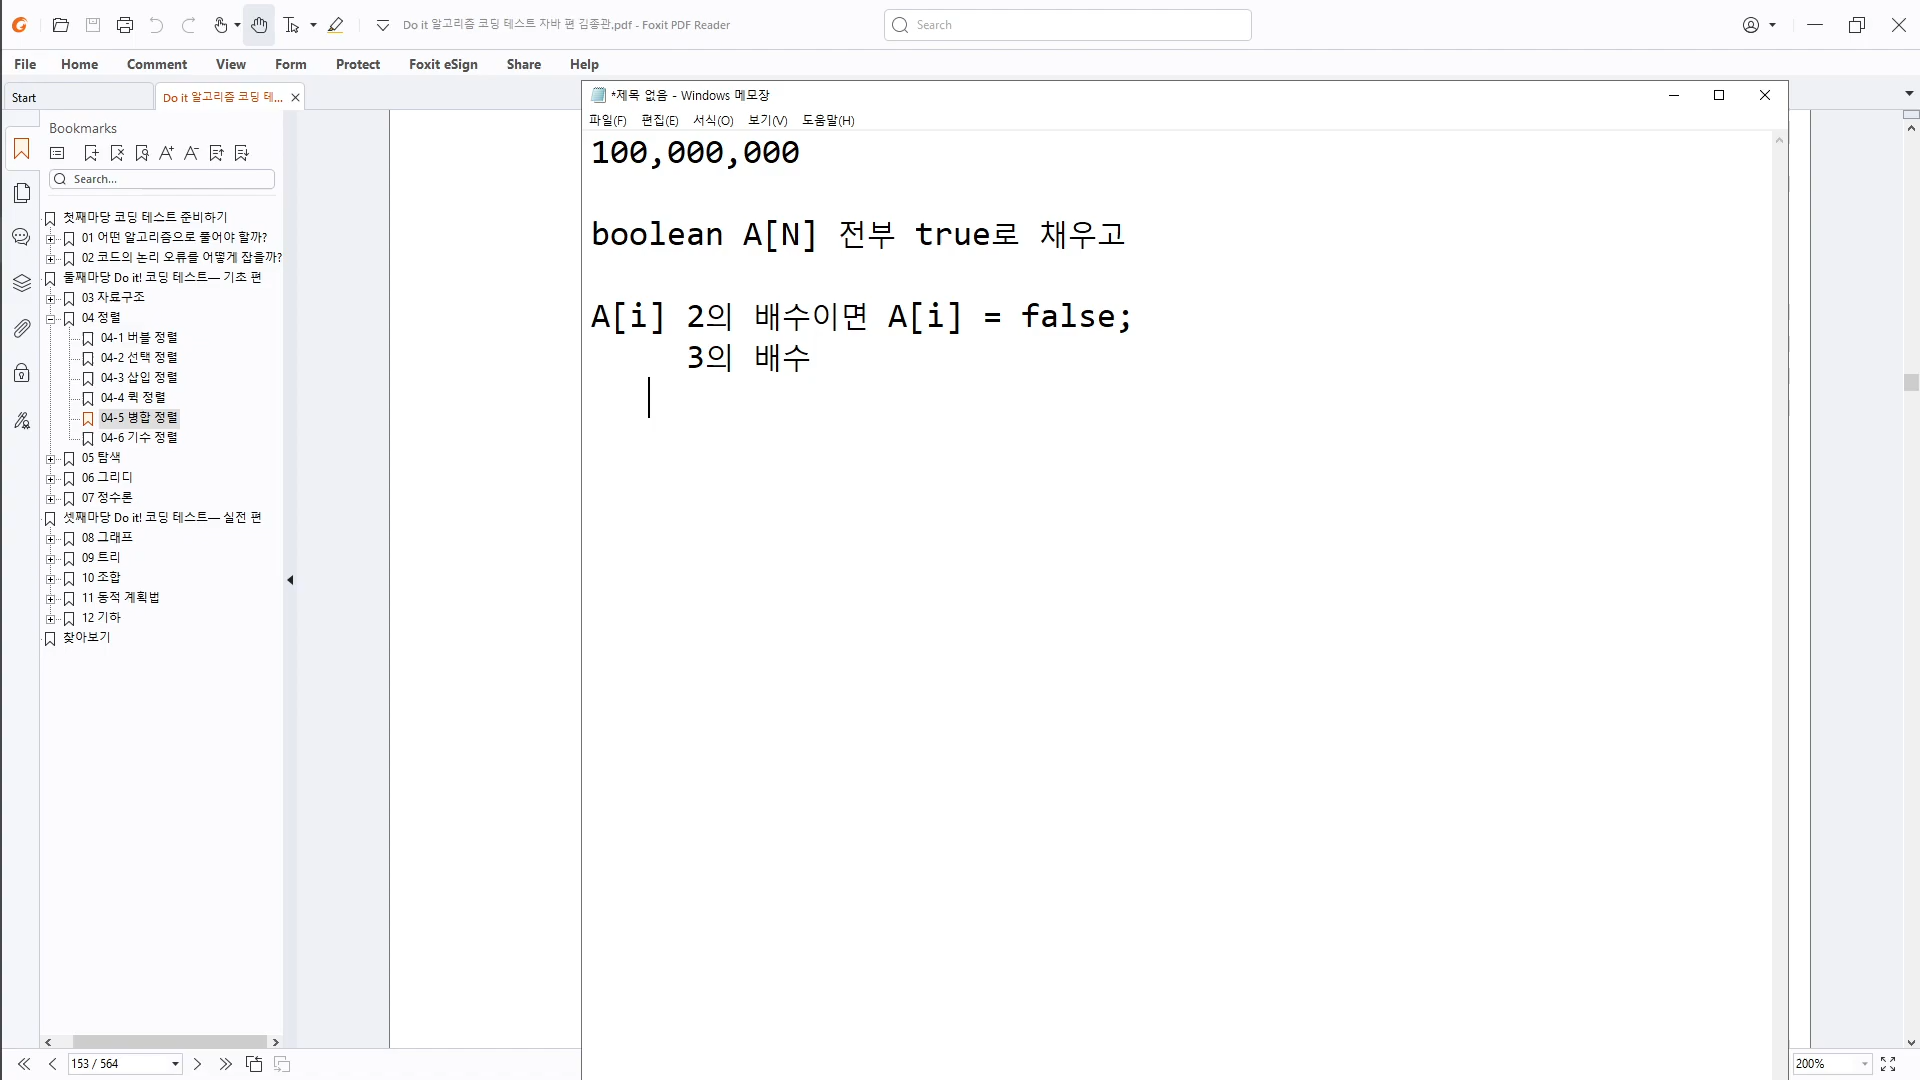 Do it 알고리즘 코딩 테스트 자바 편 김종관.pdf - Foxit PDF Reader
Search
File Home Comment View Form Protect Foxit eSign Share Help
Start
Do it 알고리즘 코딩 테...
Bookmarks
Search...
첫째마당 코딩 테스트 준비하기
01 어떤 알고리즘으로 풀어야 할까?
02 코드의 논리 오류를 어떻게 잡을까?
둘째마당 Do it! 코딩 테스트— 기초 편
03 자료구조
04 정렬
04-1 버블 정렬
04-2 선택 정렬
04-3 삽입 정렬
04-4 퀵 정렬
04-5 병합 정렬
04-6 기수 정렬
05 탐색
06 그리디
07 정수론
셋째마당 Do it! 코딩 테스트— 실전 편
08 그래프
09 트리
10 조합
11 동적 계획법
12 기하
찾아보기
153 / 564
*제목 없음 - Windows 메모장
파일(F) 편집(E) 서식(O) 보기(V) 도움말(H)
100,000,000
boolean A[N] 전부 true로 채우고
A[i] 2의 배수이면 A[i] = false;
3의 배수
200%